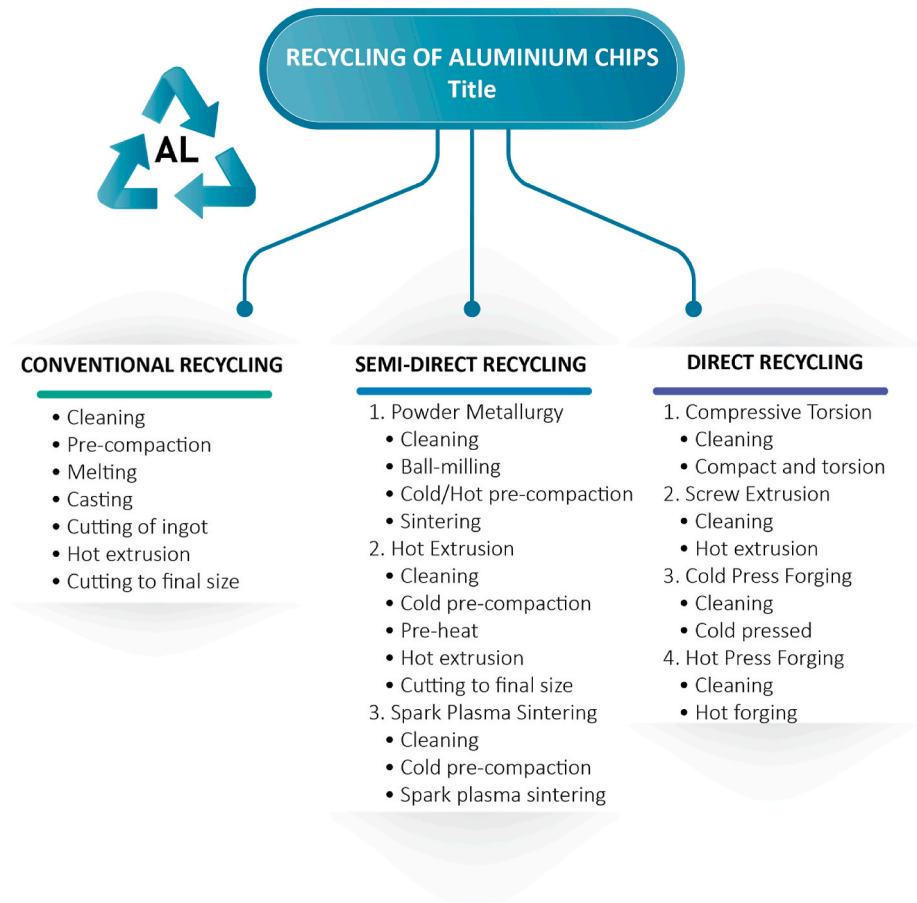 RECYCLING OF ALUMINIUM CHIPS
Title
AL
CONVENTIONAL RECYCLING
• Cleaning
• Pre-compaction
• Melting
• Casting
• Cutting of ingot
• Hot extrusion
• Cutting to final size
SEMI-DIRECT RECYCLING
1. Powder Metallurgy
• Cleaning
• Ball-milling
• Cold/Hot pre-compaction
• Sintering
2. Hot Extrusion
• Cleaning
• Cold pre-compaction
• Pre-heat
• Hot extrusion
• Cutting to final size
3. Spark Plasma Sintering
• Cleaning
• Cold pre-compaction
• Spark plasma sintering
DIRECT RECYCLING
1. Compressive Torsion
• Cleaning
• Compact and torsion
2. Screw Extrusion
• Cleaning
• Hot extrusion
3. Cold Press Forging
• Cleaning
• Cold pressed
4. Hot Press Forging
• Cleaning
• Hot forging